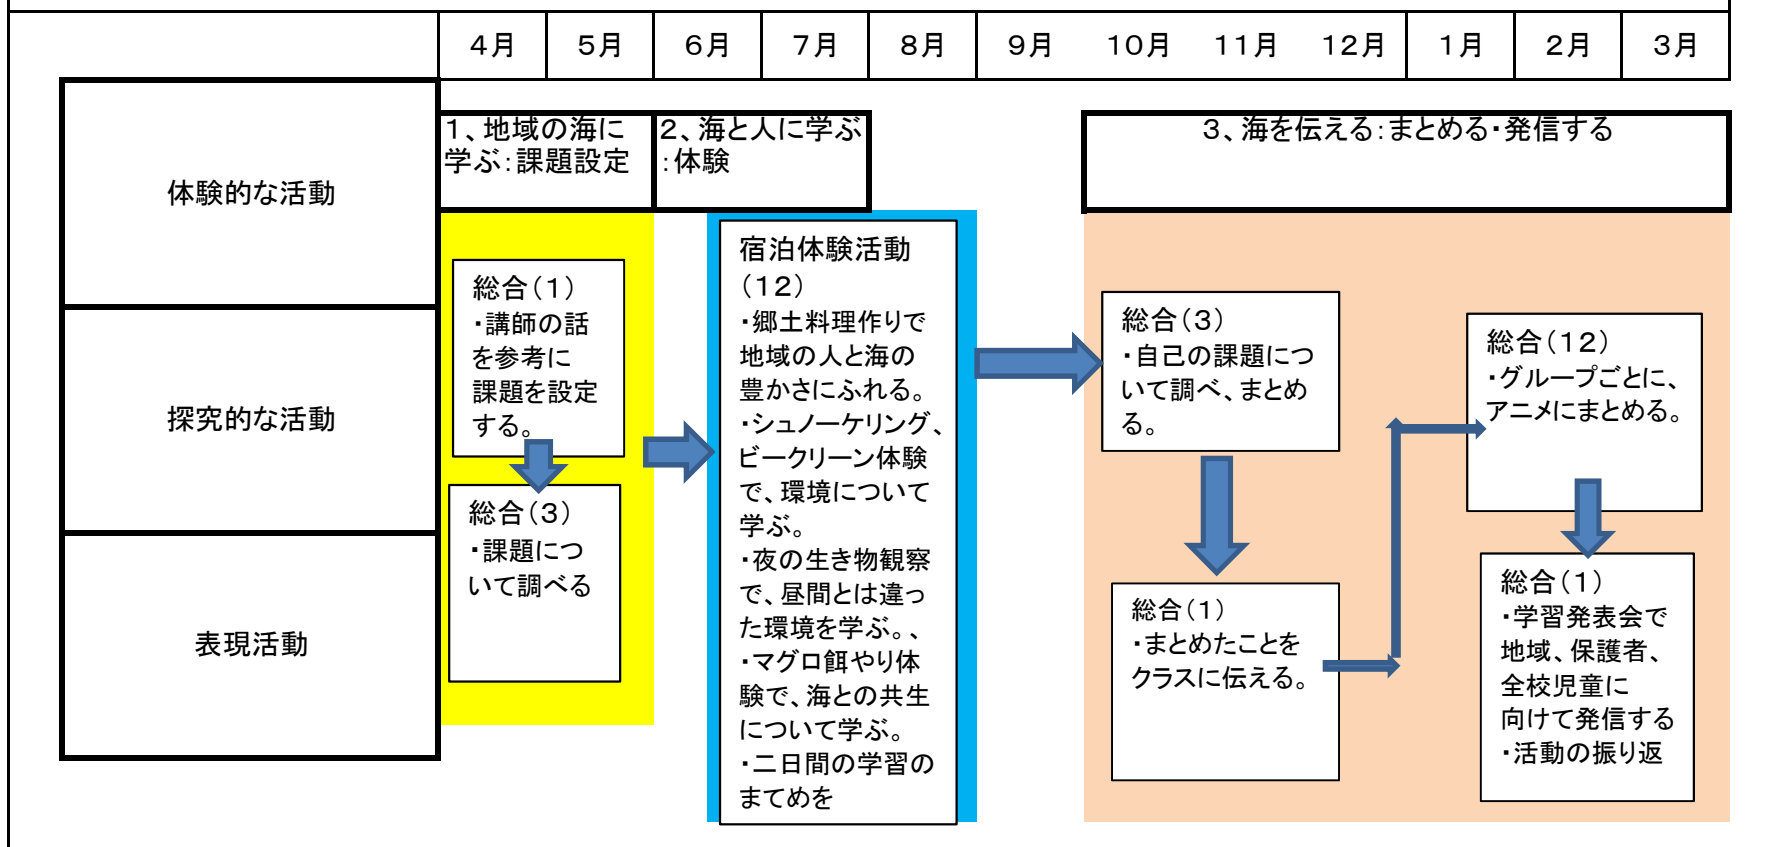 4月 5月 6月 7月 8月 9月 10月 11月 12月 1月 2月 3月
体験的な活動
探究的な活動
表現活動
1、地域の海に
学ぶ:課題設定
2、海と人に学ぶ
:体験
3、海を伝える:まとめる・発信する
総合(1)
・講師の話
を参考に
課題を設定
する。
総合(3)
・課題につ
いて調べる
宿泊体験活動
(12)
・郷土料理作りで
地域の人と海の
豊かさにふれる。
・シュノーケリング、
ビークリーン体験
で、環境について
学ぶ。
・夜の生き物観察
で、昼間とは違っ
た環境を学ぶ。、
・マグロ餌やり体
験で、海との共生
について学ぶ。
・二日間の学習の
まてめを
総合(3)
・自己の課題につ
いて調べ、まとめ
る。
総合(1)
・まとめたことを
クラスに伝える。
総合(12)
・グループごとに、
アニメにまとめる。
総合(1)
・学習発表会で
地域、保護者、
全校児童に
向けて発信する
・活動の振り返